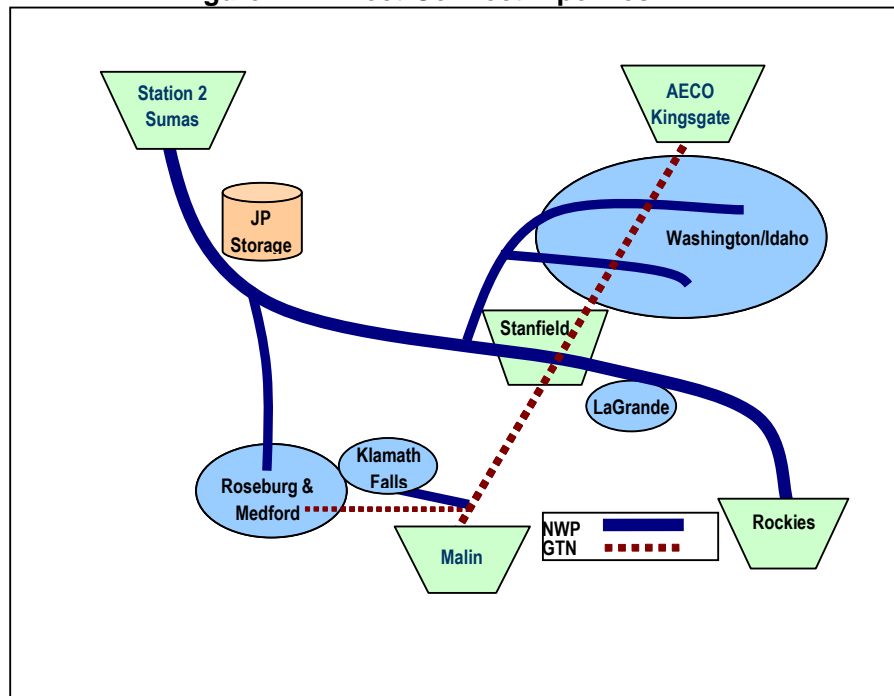 Station 2
Sumas
AECO
Kingsgate
JP
Storage
Washington/Idaho
Stanfield
LaGrande
Klamath
Falls
Roseburg &
Medford
Malin
NWP
GTN
Rockies